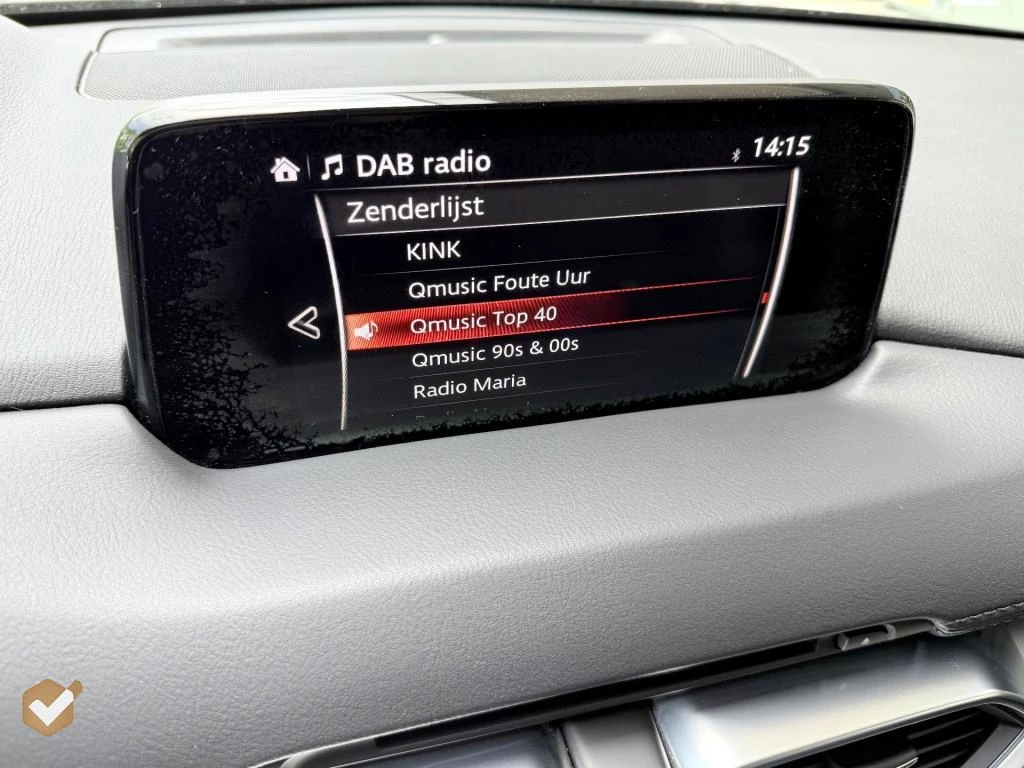 DAB radio
14:15
Zenderlijst
KINK
Qmusic Foute Uur
Qmusic Top 40
Qmusic 90s & 00s
Radio Maria